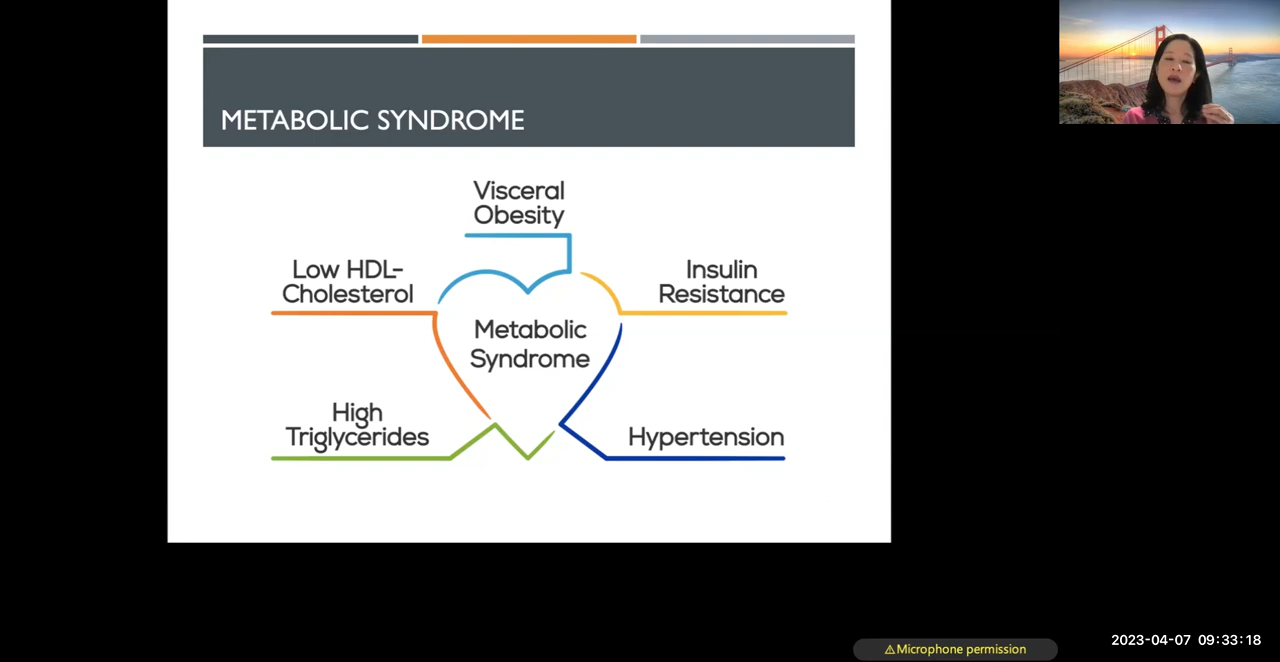 METABOLIC SYNDROME
Visceral
Obesity
Low HDL-
Cholesterol
Insulin
Resistance
Metabolic
Syndrome
High
Triglycerides
Hypertension
⚠Microphone permission
2023-04-07 09:33:18